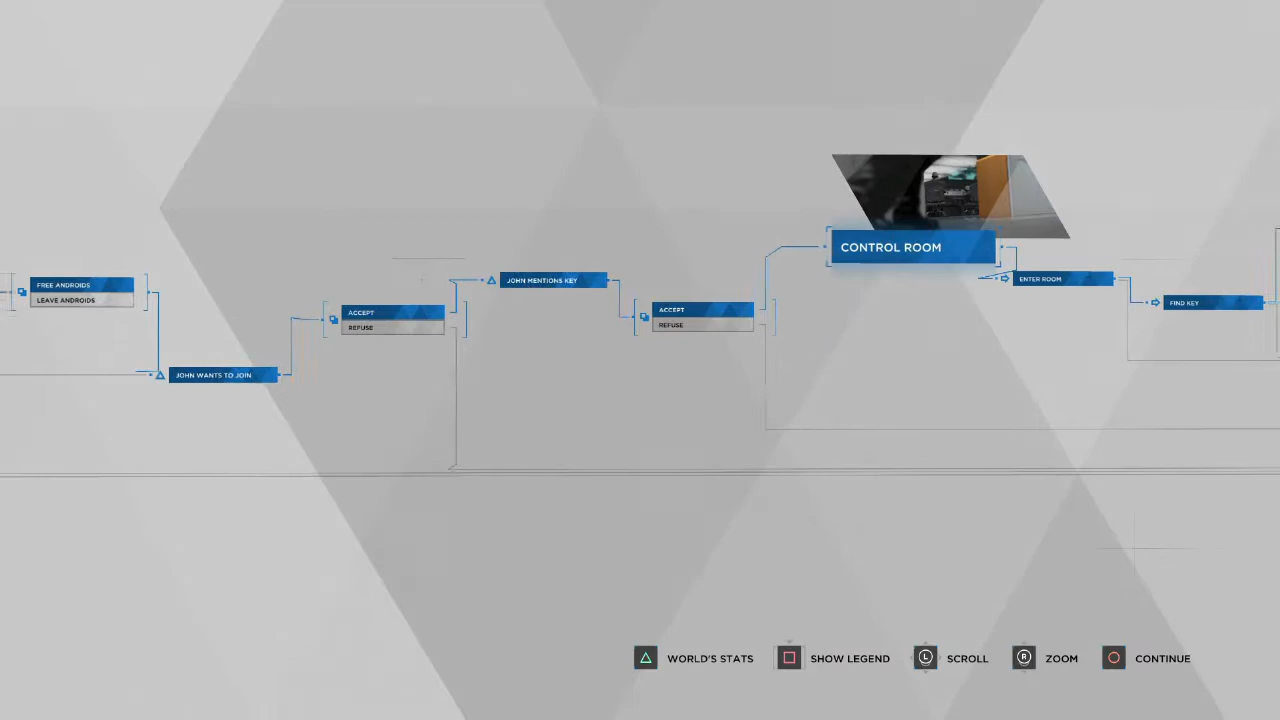 FREE ANDROIDS
LEAVE ANDROIDS
JOHN WANTS TO JOIN
ACCEPT
REFUSE
JOHN MENTIONS KEY
ACCEPT
REFUSE
CONTROL ROOM
ENTER ROOM
FIND KEY
WORLD'S STATS
SHOW LEGEND
L
SCROLL
R
ZOOM
CONTINUE